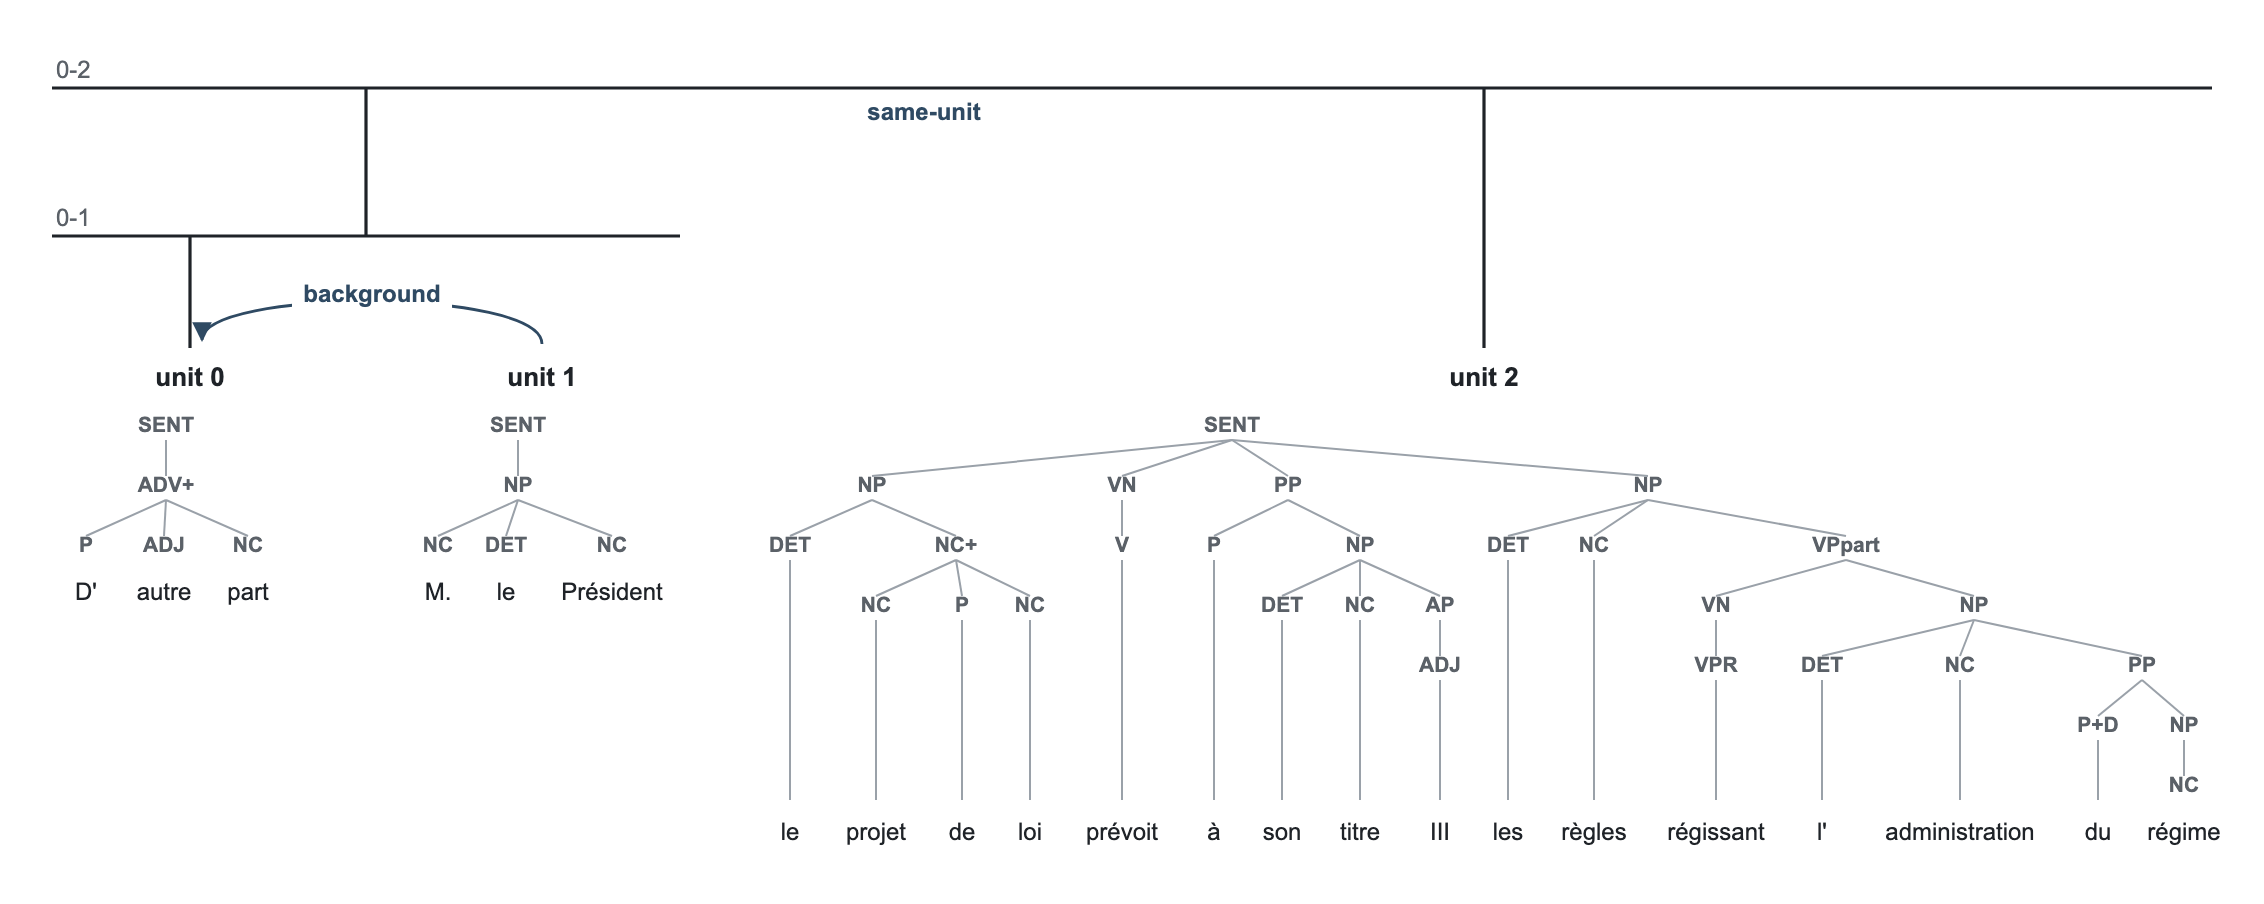 0-2
same-unit
0-1
background
unit 0 unit 1 unit 2
SENT SENT SENT
ADV+ NP NP VN PP NP
P ADJ NC NC DET NC DET NC+ V P NP DET NC VPpart
D' autre part M. le Président
NC P NC DET NC AP VN NP
ADJ VPR DET NC PP
P+D NP
NC
le projet de loi prévoit à son titre III les règles régissant l' administration du régime